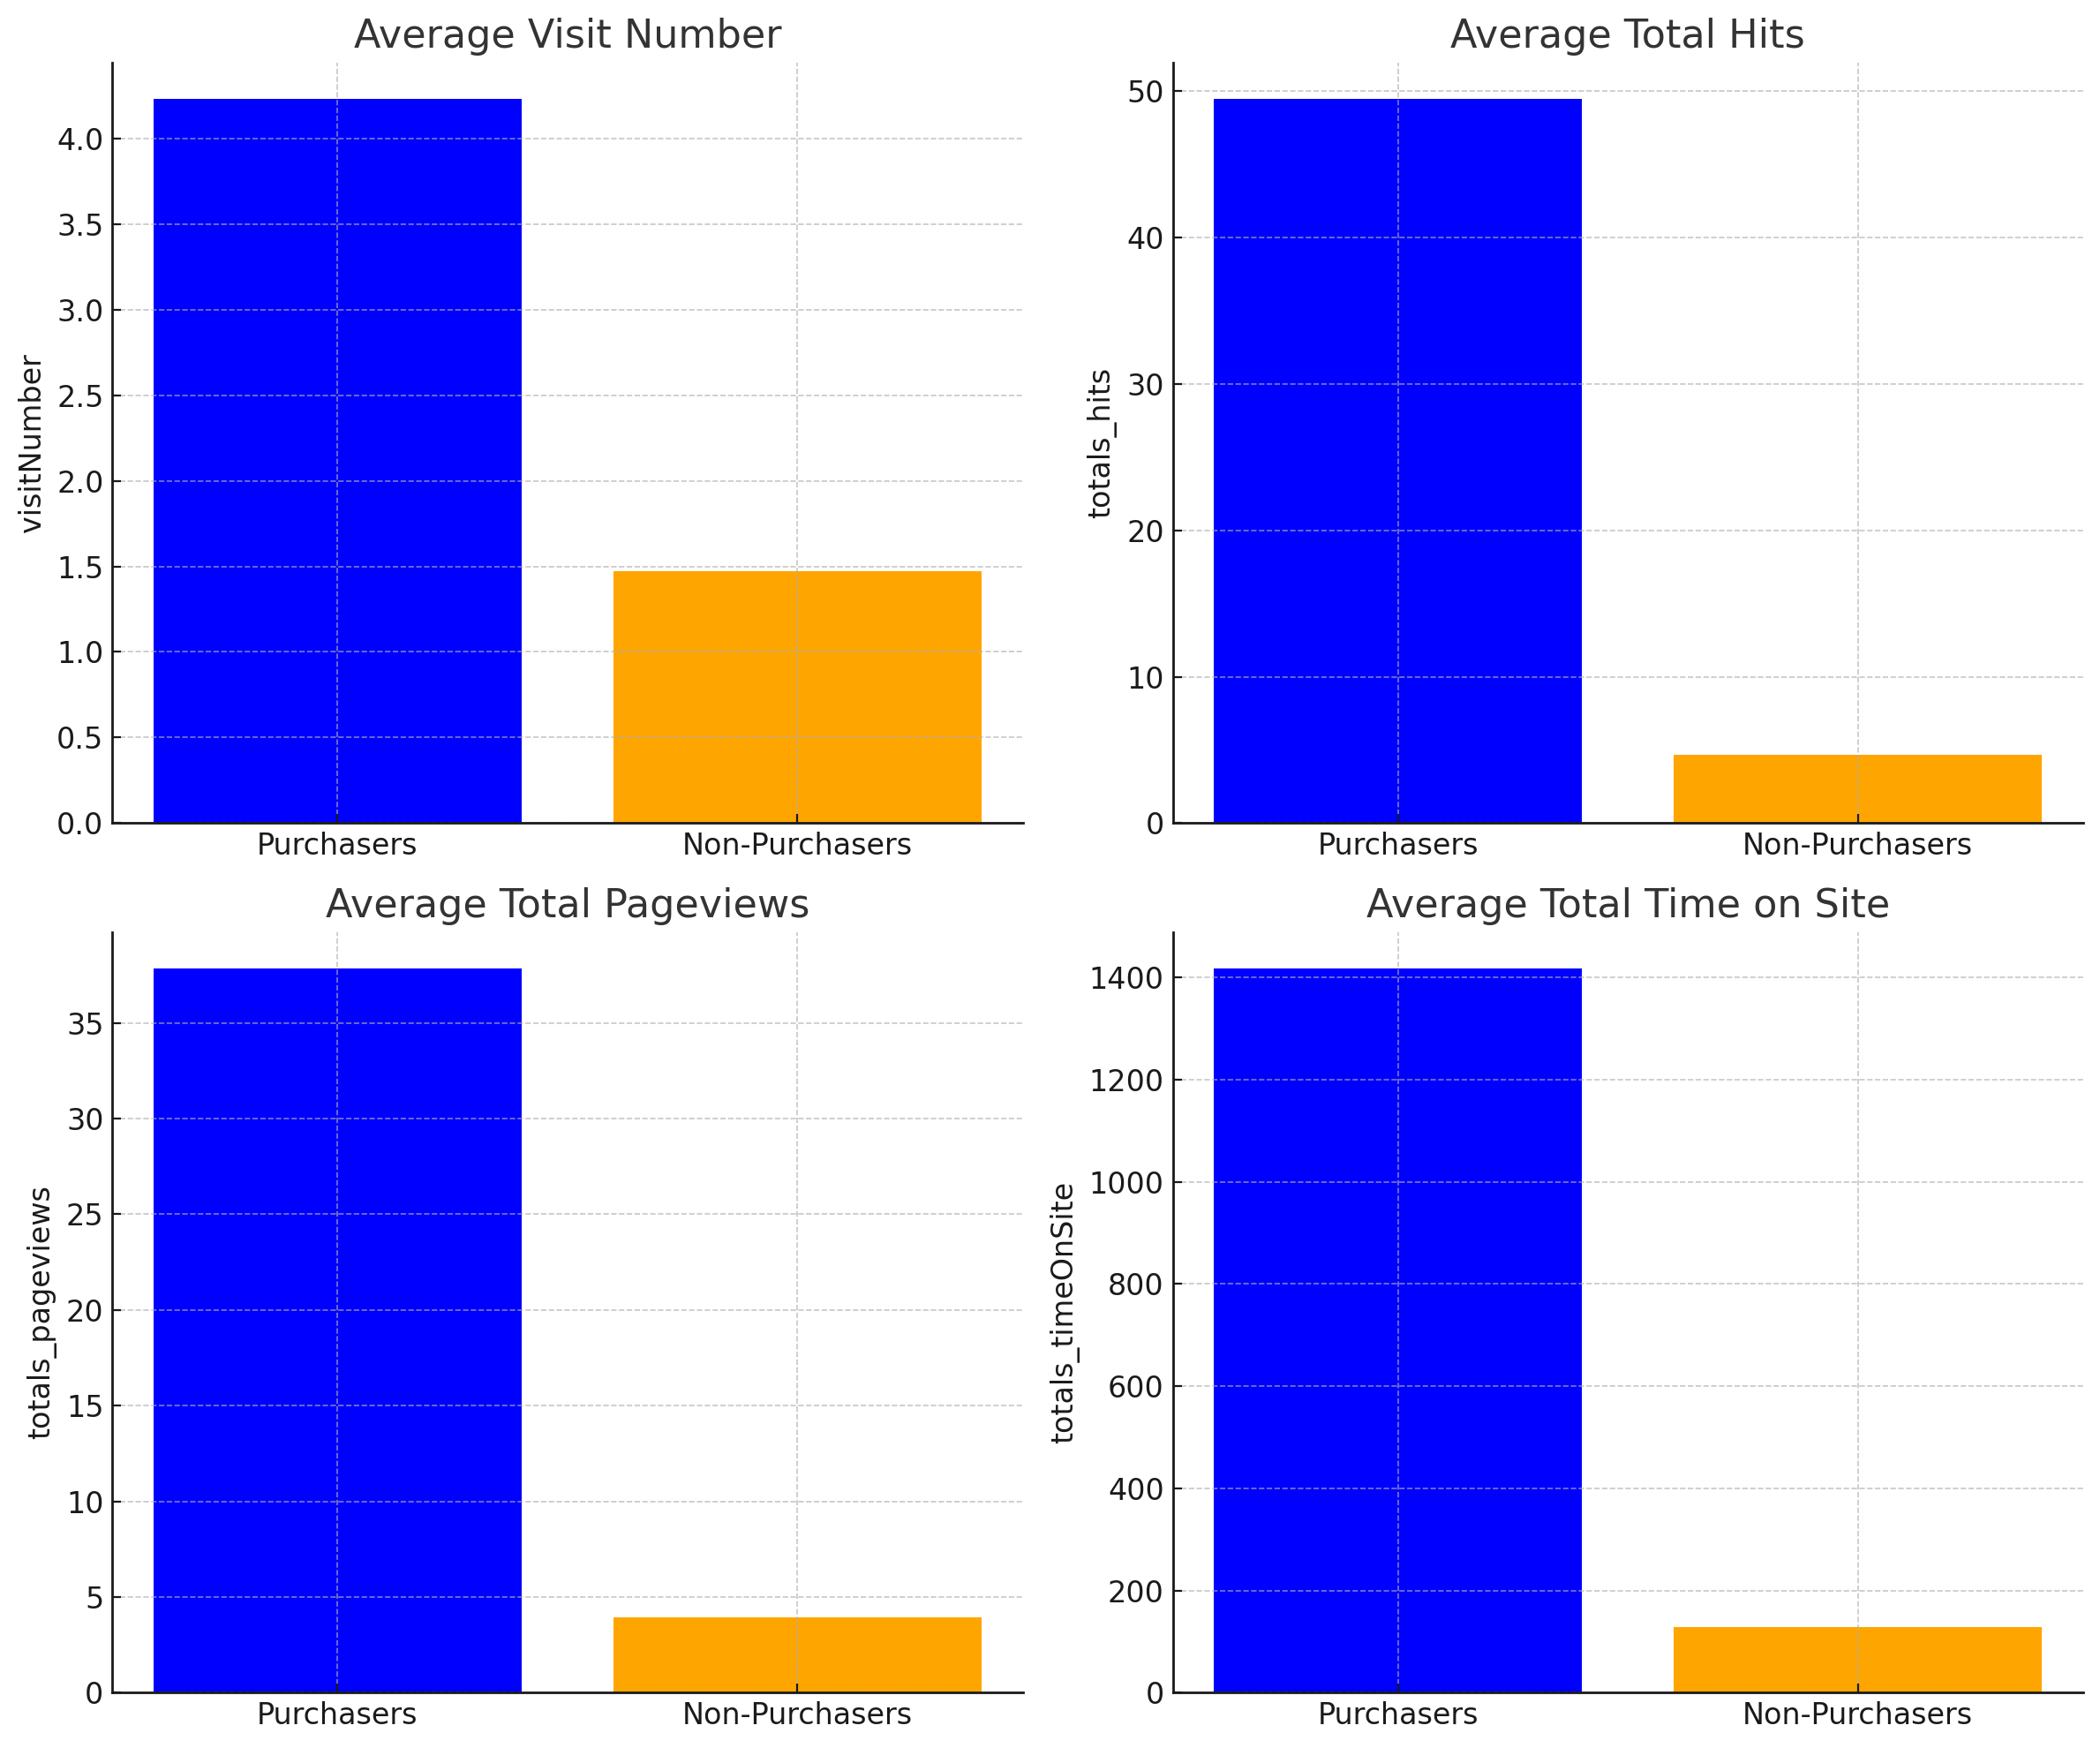 Average Visit Number
visitNumber
4.0
3.5
3.0
2.5
2.0
1.5
1.0
0.5
0.0
Purchasers
Non-Purchasers
Average Total Hits
totals_hits
50
40
30
20
10
0
Purchasers
Non-Purchasers
Average Total Pageviews
totals_pageviews
35
30
25
20
15
10
5
0
Purchasers
Non-Purchasers
Average Total Time on Site
totals_timeOnSite
1400
1200
1000
800
600
400
200
0
Purchasers
Non-Purchasers